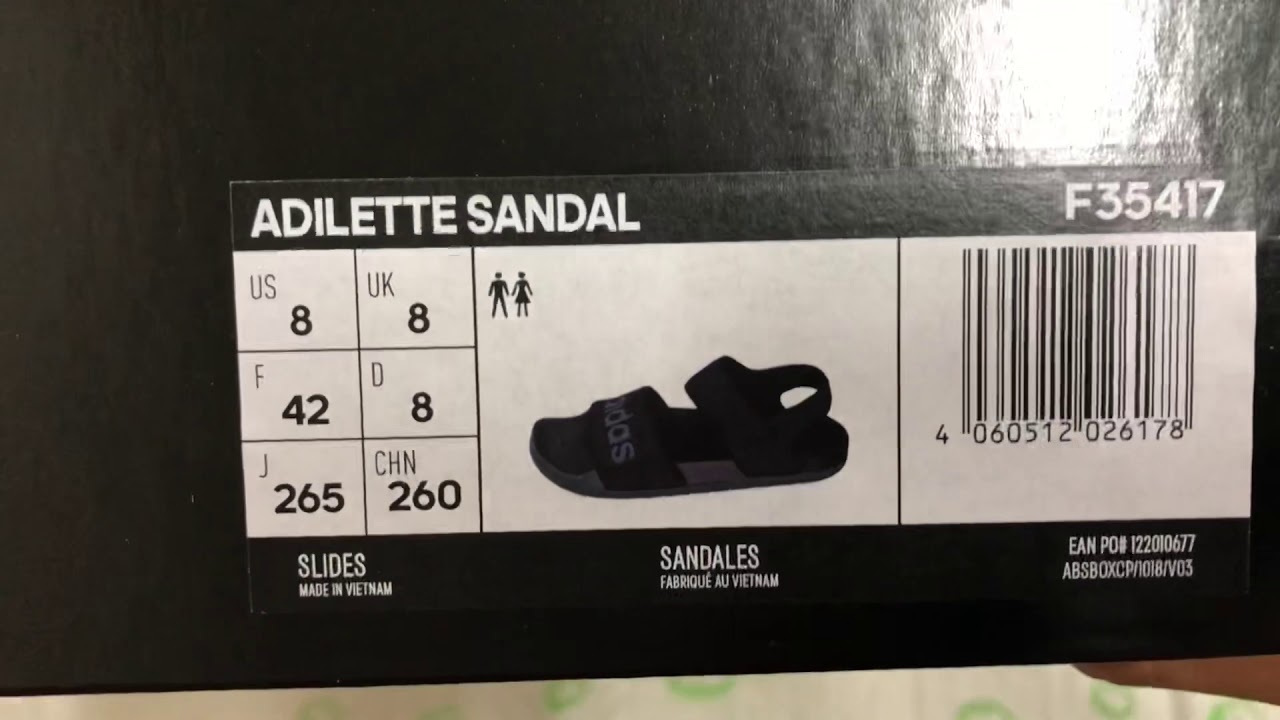 ADILETTE SANDAL
F35417
US
8
UK
8
F
42
D
8
J
265
CHN
260
adidas
4 060512 026178
SLIDES
MADE IN VIETNAM
SANDALES
FABRIQUÉ AU VIETNAM
EAN PO# 122010677
ABSBOXCP/1018/V03